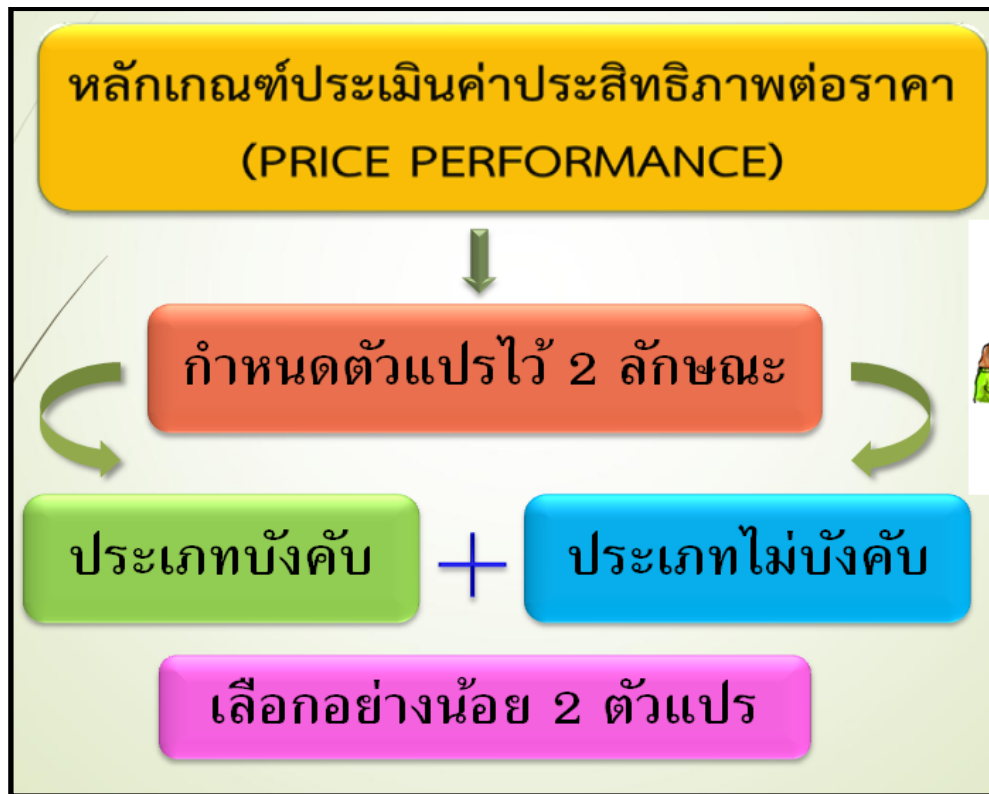 หลักเกณฑ์ประเมินค่าประสิทธิภาพต่อราคา
(PRICE PERFORMANCE)
กำหนดตัวแปรไว้ 2 ลักษณะ
ประเภทบังคับ
ประเภทไม่บังคับ
เลือกอย่างน้อย 2 ตัวแปร